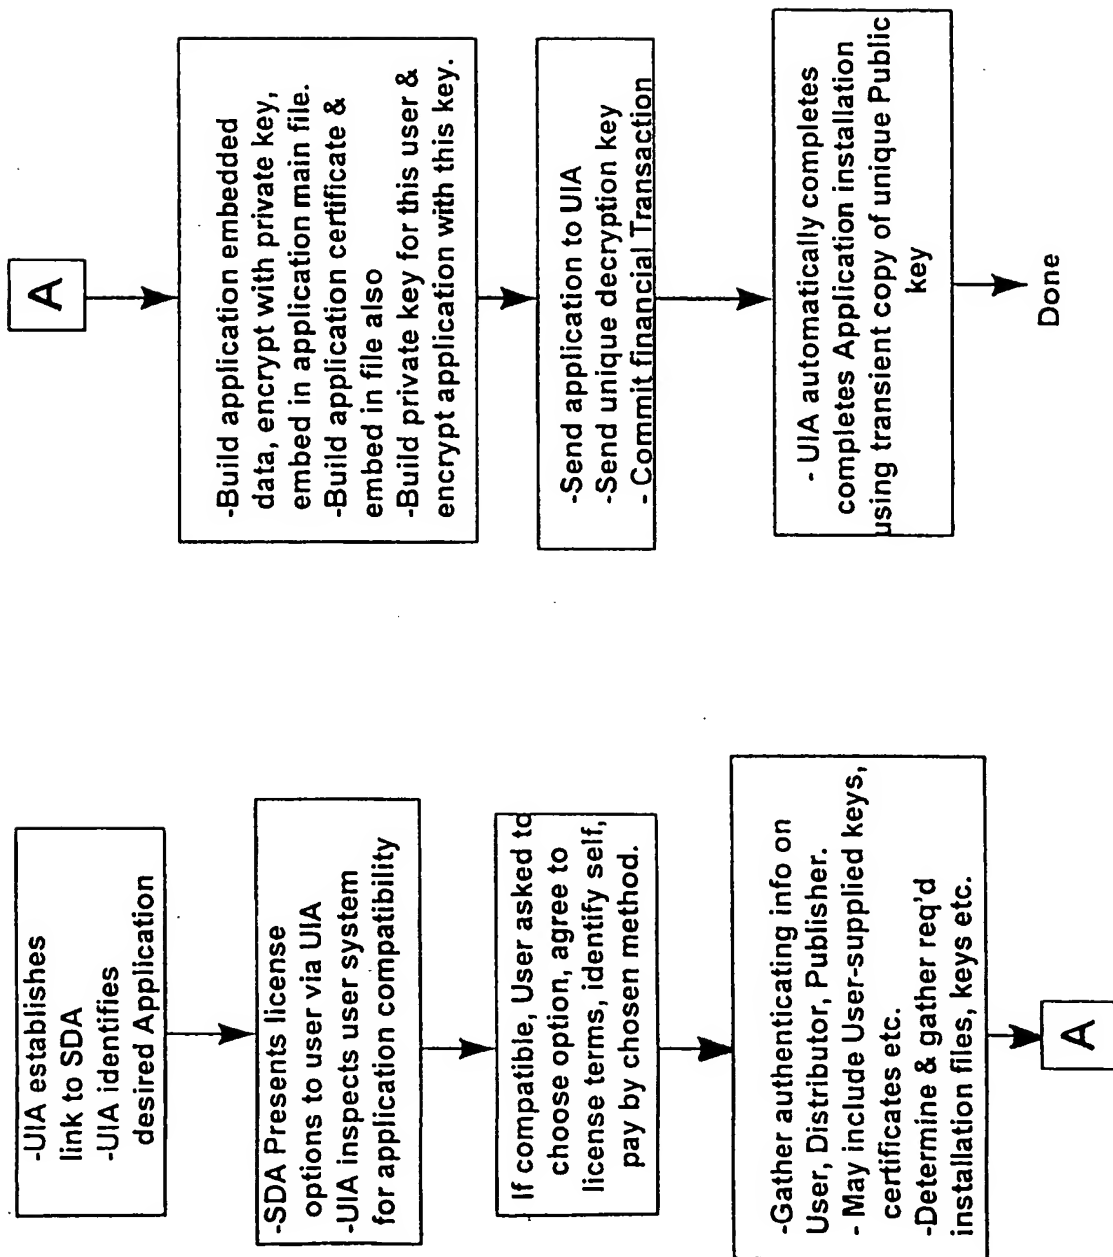 -UIA establishes
link to SDA
-UIA identifies
desired Application
-SDA Presents license
options to user via UIA
-UIA inspects user system
for application compatibility
If compatible, User asked to
choose option, agree to
license terms, identify self,
pay by chosen method.
-Gather authenticating info on
User, Distributor, Publisher.
- May include User-supplied keys,
certificates etc.
-Determine & gather req'd
installation files, keys etc.
A
A
-Build application embedded
data, encrypt with private key,
embed in application main file.
-Build application certificate &
embed in file also
-Build private key for this user &
encrypt application with this key.
-Send application to UIA
-Send unique decryption key
- Commit financial Transaction
- UIA automatically completes
completes Application installation
using transient copy of unique Public
key
Done